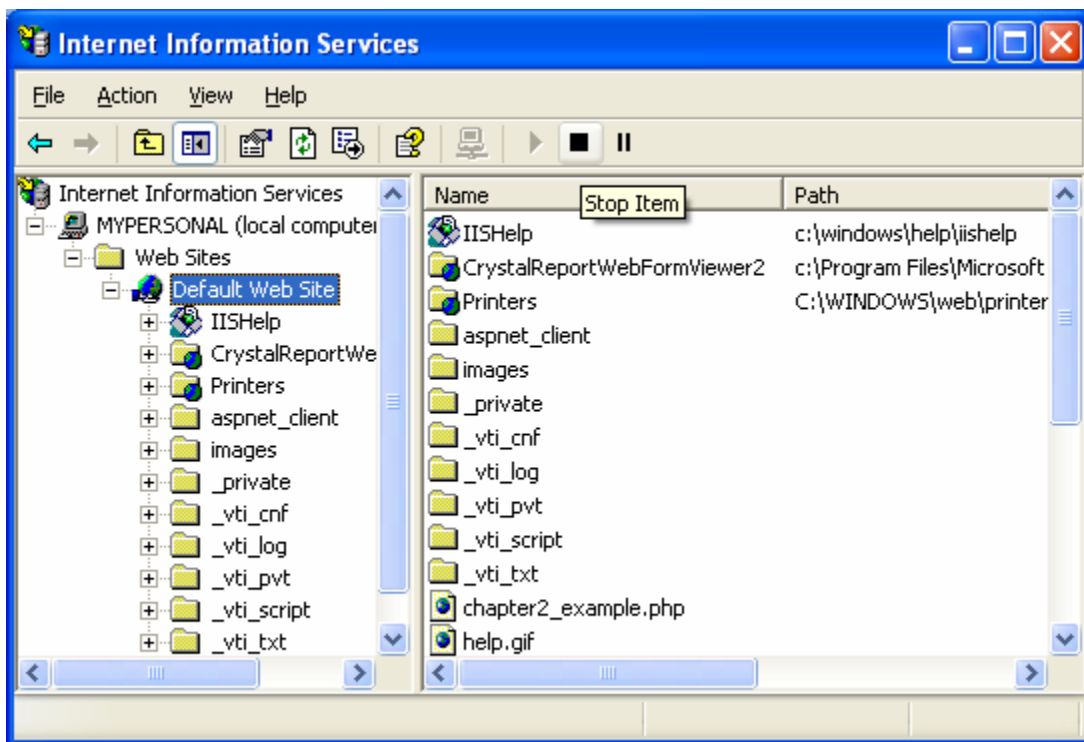 Internet Information Services
File Action View Help
Stop Item
Internet Information Services
MYPERSONAL (local computer
Web Sites
Default Web Site
IISHelp
CrystalReportWe
Printers
aspnet_client
images
_private
_vti_cnf
_vti_log
_vti_pvt
_vti_script
_vti_txt
Name Path
IISHelp c:\windows\help\iishelp
CrystalReportWebFormViewer2 c:\Program Files\Microsoft
Printers C:\WINDOWS\web\printer
aspnet_client
images
_private
_vti_cnf
_vti_log
_vti_pvt
_vti_script
_vti_txt
chapter2_example.php
help.gif